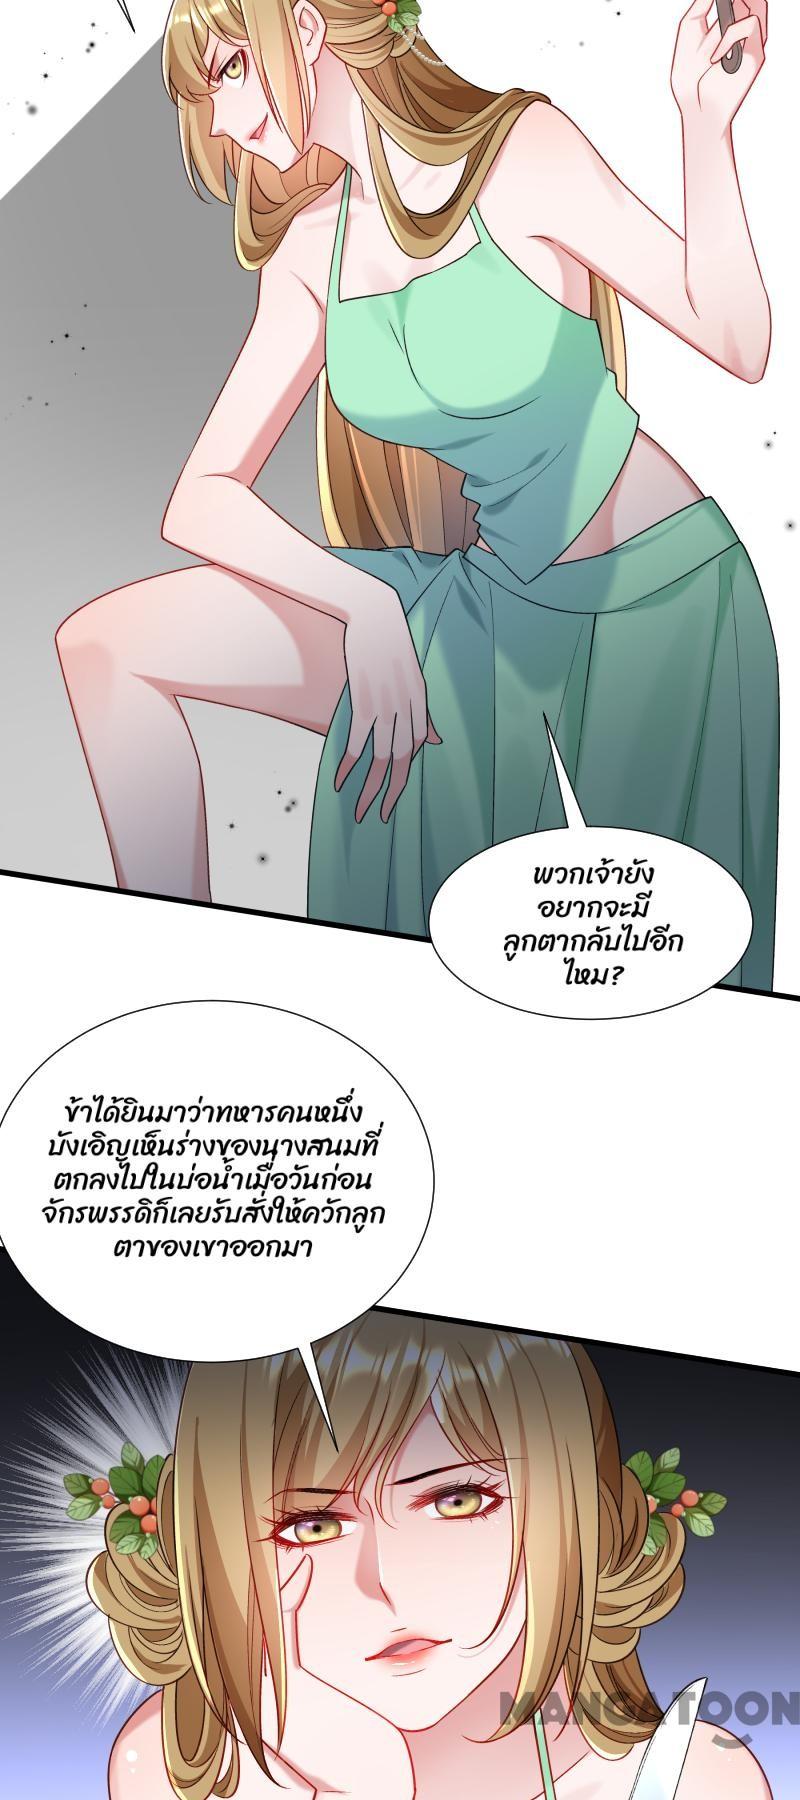 พวกเจ้ายัง
อยากจะมี
ลูกตากลับไปอีก
ไหม?
ข้าได้ยินมาว่าทหารคนหนึ่ง
บังเอิญเห็นร่างของนางสนมที่
ตกลงไปในบ่อน้ำเมื่อวันก่อน
จักรพรรดิก็เลยรับสั่งให้ควักลูก
ตาของเขาออกมา
MANGATOON